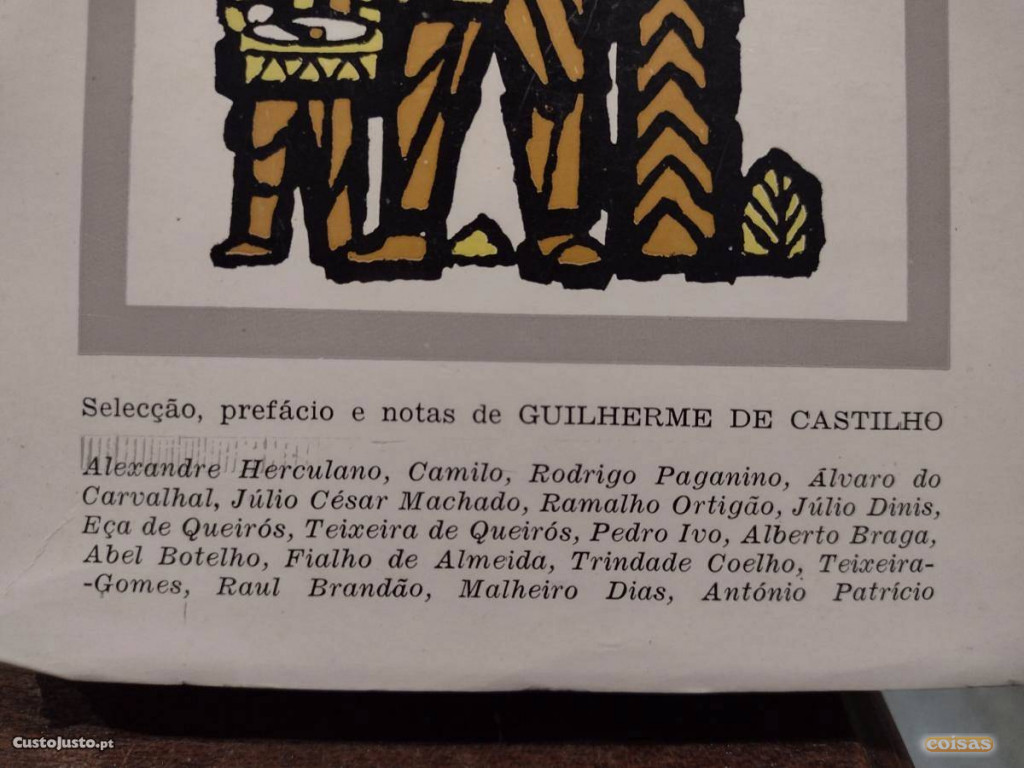 Selecção, prefácio e notas de GUILHERME DE CASTILHO
Alexandre Herculano, Camilo, Rodrigo Paganino, Álvaro do
Carvalhal, Júlio César Machado, Ramalho Ortigão, Júlio Dinis,
Eça de Queirós, Teixeira de Queirós, Pedro Ivo, Alberto Braga,
Abel Botelho, Fialho de Almeida, Trindade Coelho, Teixeira-
-Gomes, Raul Brandão, Malheiro Dias, António Patrício
CustoJusto.pt
coisas